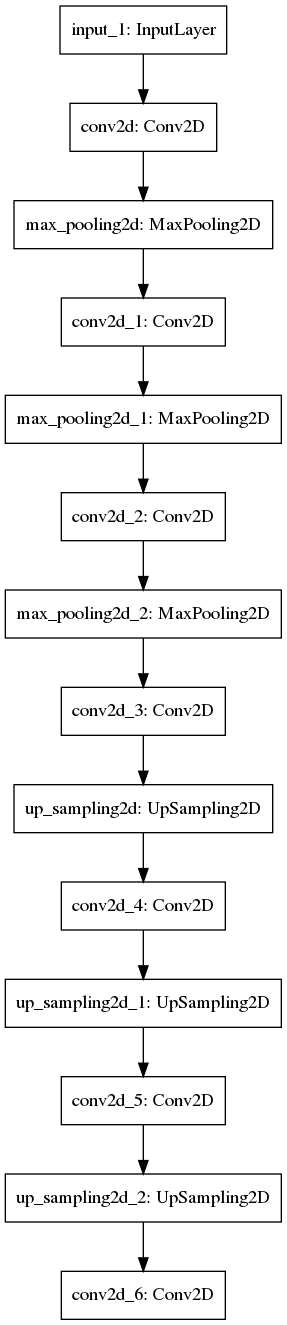 input_1: InputLayer
conv2d: Conv2D
max_pooling2d: MaxPooling2D
conv2d_1: Conv2D
max_pooling2d_1: MaxPooling2D
conv2d_2: Conv2D
max_pooling2d_2: MaxPooling2D
conv2d_3: Conv2D
up_sampling2d: UpSampling2D
conv2d_4: Conv2D
up_sampling2d_1: UpSampling2D
conv2d_5: Conv2D
up_sampling2d_2: UpSampling2D
conv2d_6: Conv2D